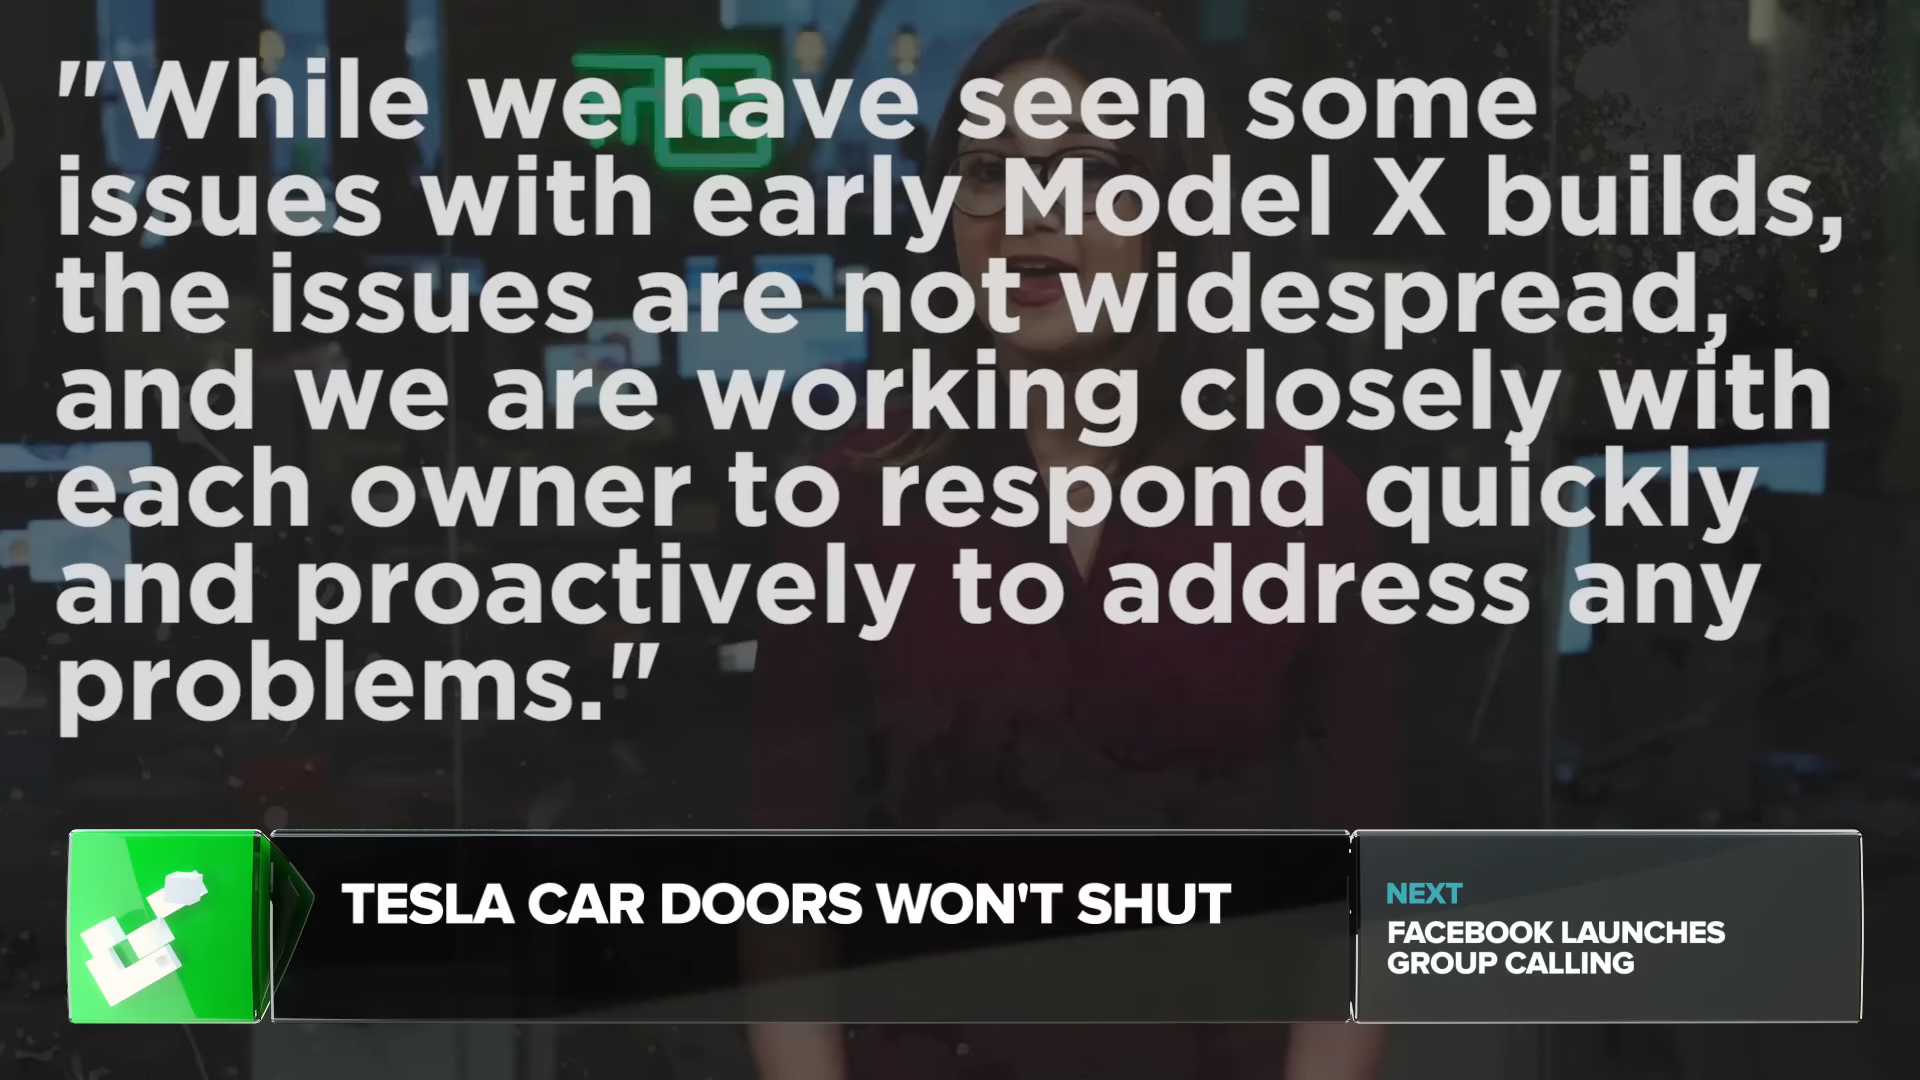 "While we have seen some
issues with early Model X builds,
the issues are not widespread,
and we are working closely with
each owner to respond quickly
and proactively to address any
problems."
TESLA CAR DOORS WON'T SHUT
NEXT
FACEBOOK LAUNCHES
GROUP CALLING